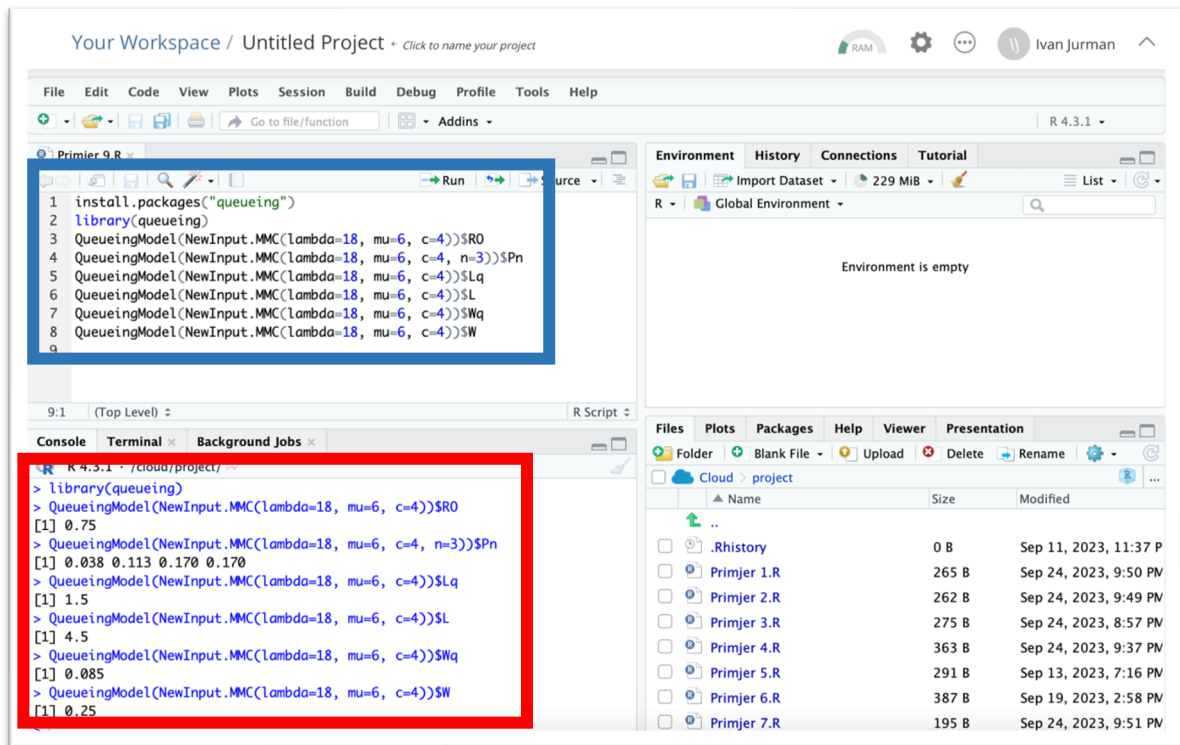 Your Workspace / Untitled Project ← Click to name your project
RAM
IJ Ivan Jurman
File Edit Code View Plots Session Build Debug Profile Tools Help
Go to file/function
Addins
R 4.3.1
Primjer 9.R
Run
Source
1 install.packages("queueing")
2 library(queueing)
3 QueueingModel(NewInput.MMC(lambda=18, mu=6, c=4))$RO
4 QueueingModel(NewInput.MMC(lambda=18, mu=6, c=4, n=3))$Pn
5 QueueingModel(NewInput.MMC(lambda=18, mu=6, c=4))$Lq
6 QueueingModel(NewInput.MMC(lambda=18, mu=6, c=4))$L
7 QueueingModel(NewInput.MMC(lambda=18, mu=6, c=4))$Wq
8 QueueingModel(NewInput.MMC(lambda=18, mu=6, c=4))$W
9
9:1 (Top Level) R Script
Console Terminal Background Jobs
R 4.3.1 · /cloud/project/
> library(queueing)
> QueueingModel(NewInput.MMC(lambda=18, mu=6, c=4))$RO
[1] 0.75
> QueueingModel(NewInput.MMC(lambda=18, mu=6, c=4, n=3))$Pn
[1] 0.038 0.113 0.170 0.170
> QueueingModel(NewInput.MMC(lambda=18, mu=6, c=4))$Lq
[1] 1.5
> QueueingModel(NewInput.MMC(lambda=18, mu=6, c=4))$L
[1] 4.5
> QueueingModel(NewInput.MMC(lambda=18, mu=6, c=4))$Wq
[1] 0.085
> QueueingModel(NewInput.MMC(lambda=18, mu=6, c=4))$W
[1] 0.25
Environment History Connections Tutorial
Import Dataset 229 MiB List
R Global Environment
Environment is empty
Files Plots Packages Help Viewer Presentation
Folder Blank File Upload Delete Rename
Cloud > project R ...
Name Size Modified
..
.Rhistory 0 B Sep 11, 2023, 11:37 P
Primjer 1.R 265 B Sep 24, 2023, 9:50 PM
Primjer 2.R 262 B Sep 24, 2023, 9:49 PM
Primjer 3.R 275 B Sep 24, 2023, 8:57 PM
Primjer 4.R 363 B Sep 24, 2023, 9:37 PM
Primjer 5.R 291 B Sep 13, 2023, 7:16 PM
Primjer 6.R 387 B Sep 19, 2023, 2:58 PM
Primjer 7.R 195 B Sep 24, 2023, 9:51 PM